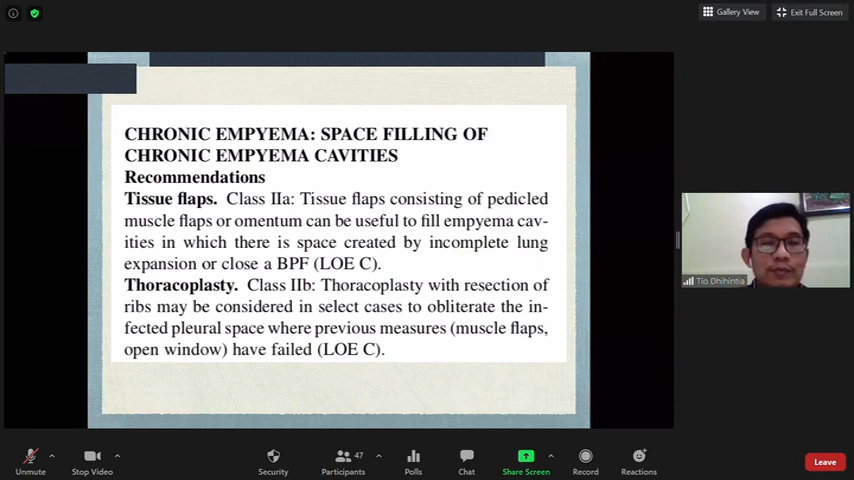 Gallery View
Exit Full Screen
CHRONIC EMPYEMA: SPACE FILLING OF
CHRONIC EMPYEMA CAVITIES
Recommendations
Tissue flaps. Class IIa: Tissue flaps consisting of pedicled
muscle flaps or omentum can be useful to fill empyema cav-
ities in which there is space created by incomplete lung
expansion or close a BPF (LOE C).
Thoracoplasty. Class IIb: Thoracoplasty with resection of
ribs may be considered in select cases to obliterate the in-
fected pleural space where previous measures (muscle flaps,
open window) have failed (LOE C).
Tio Dhihintia
Unmute
Stop Video
Security
Participants
47
Polls
Chat
Share Screen
Record
Reactions
Leave